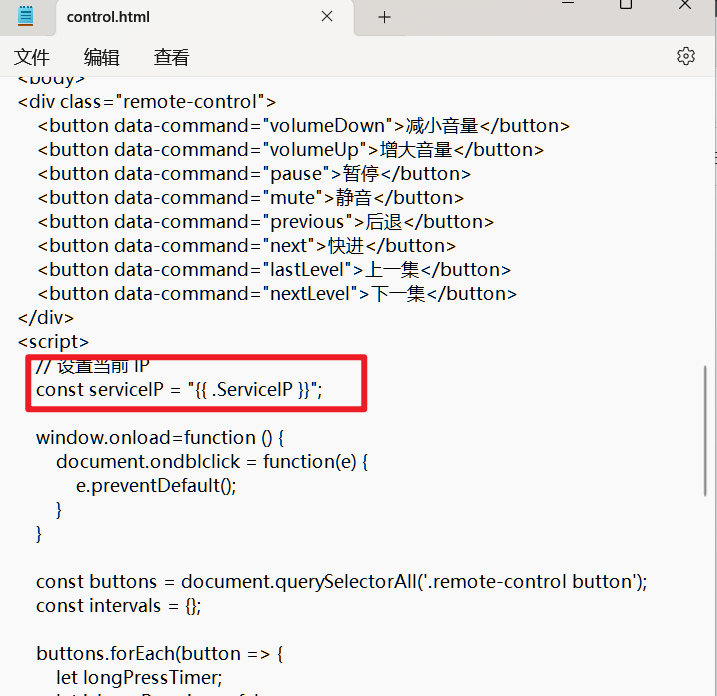 control.html
文件 编辑 查看
<body>
<div class="remote-control">
<button data-command="volumeDown">减小音量</button>
<button data-command="volumeUp">增大音量</button>
<button data-command="pause">暂停</button>
<button data-command="mute">静音</button>
<button data-command="previous">后退</button>
<button data-command="next">快进</button>
<button data-command="lastLevel">上一集</button>
<button data-command="nextLevel">下一集</button>
</div>
<script>
// 设置当前 IP
const serviceIP = "{{ .ServiceIP }}";
window.onload=function () {
document.ondblclick = function(e) {
e.preventDefault();
}
}
const buttons = document.querySelectorAll('.remote-control button');
const intervals = {};
buttons.forEach(button => {
let longPressTimer;